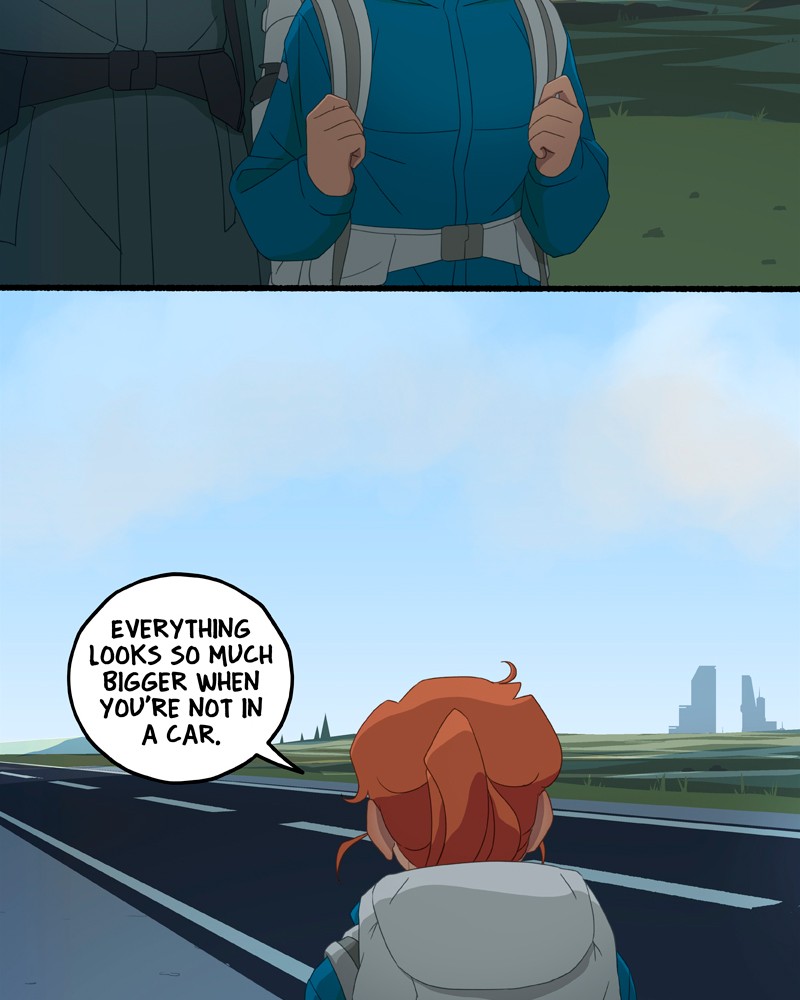 EVERYTHING
LOOKS SO MUCH
BIGGER WHEN
YOU'RE NOT IN
A CAR.